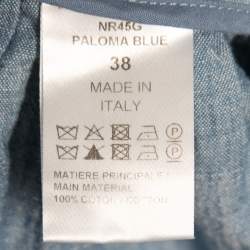 NR45G
PALOMA BLUE
38
MADE IN
ITALY
P
P
MATIERE PRINCIPALE /
MAIN MATERIAL
100% COTON / COTTON